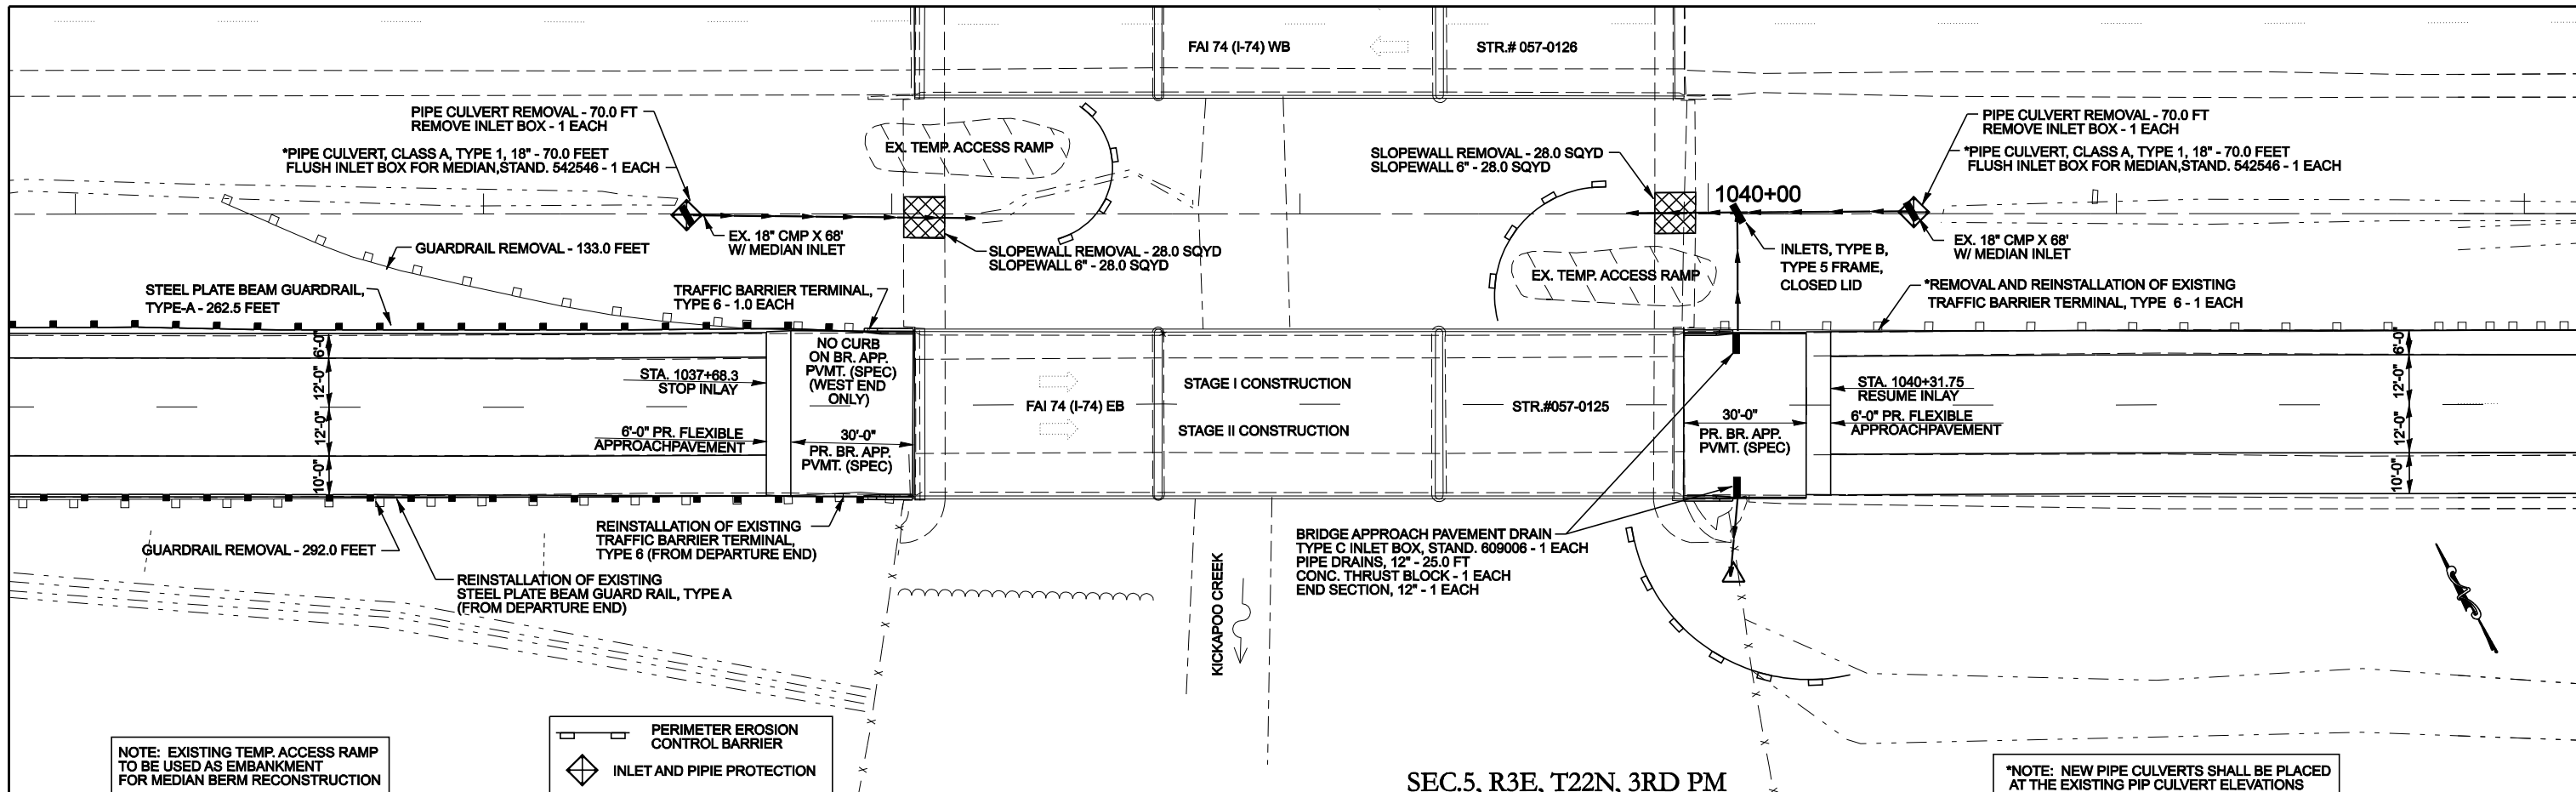 FAI 74 (I-74) WB
STR.# 057-0126
PIPE CULVERT REMOVAL - 70.0 FT
REMOVE INLET BOX - 1 EACH
*PIPE CULVERT, CLASS A, TYPE 1, 18" - 70.0 FEET
FLUSH INLET BOX FOR MEDIAN,STAND. 542546 - 1 EACH
EX. TEMP. ACCESS RAMP
SLOPEWALL REMOVAL - 28.0 SQYD
SLOPEWALL 6" - 28.0 SQYD
1040+00
PIPE CULVERT REMOVAL - 70.0 FT
REMOVE INLET BOX - 1 EACH
*PIPE CULVERT, CLASS A, TYPE 1, 18" - 70.0 FEET
FLUSH INLET BOX FOR MEDIAN,STAND. 542546 - 1 EACH
GUARDRAIL REMOVAL - 133.0 FEET
EX. 18" CMP X 68'
W/ MEDIAN INLET
SLOPEWALL REMOVAL - 28.0 SQYD
SLOPEWALL 6" - 28.0 SQYD
EX. TEMP. ACCESS RAMP
INLETS, TYPE B,
TYPE 5 FRAME,
CLOSED LID
EX. 18" CMP X 68'
W/ MEDIAN INLET
STEEL PLATE BEAM GUARDRAIL,
TYPE-A - 262.5 FEET
TRAFFIC BARRIER TERMINAL,
TYPE 6 - 1.0 EACH
*REMOVAL AND REINSTALLATION OF EXISTING
TRAFFIC BARRIER TERMINAL, TYPE 6 - 1 EACH
6'-0"
12'-0"
12'-0"
10'-0"
STA. 1037+68.3
STOP INLAY
6'-0" PR. FLEXIBLE
APPROACHPAVEMENT
NO CURB
ON BR. APP.
PVMT. (SPEC)
(WEST END
ONLY)
30'-0"
PR. BR. APP.
PVMT. (SPEC)
STAGE I CONSTRUCTION
FAI 74 (I-74) EB
STR.#057-0125
STAGE II CONSTRUCTION
30'-0"
PR. BR. APP.
PVMT. (SPEC)
STA. 1040+31.75
RESUME INLAY
6'-0" PR. FLEXIBLE
APPROACHPAVEMENT
6'-0"
12'-0"
12'-0"
10'-0"
GUARDRAIL REMOVAL - 292.0 FEET
REINSTALLATION OF EXISTING
TRAFFIC BARRIER TERMINAL,
TYPE 6 (FROM DEPARTURE END)
REINSTALLATION OF EXISTING
STEEL PLATE BEAM GUARD RAIL, TYPE A
(FROM DEPARTURE END)
KICKAPOO CREEK
BRIDGE APPROACH PAVEMENT DRAIN
TYPE C INLET BOX, STAND. 609006 - 1 EACH
PIPE DRAINS, 12" - 25.0 FT
CONC. THRUST BLOCK - 1 EACH
END SECTION, 12" - 1 EACH
NOTE: EXISTING TEMP. ACCESS RAMP
TO BE USED AS EMBANKMENT
FOR MEDIAN BERM RECONSTRUCTION
PERIMETER EROSION
CONTROL BARRIER
INLET AND PIPIE PROTECTION
SEC.5, R3E, T22N, 3RD PM
*NOTE: NEW PIPE CULVERTS SHALL BE PLACED
AT THE EXISTING PIP CULVERT ELEVATIONS